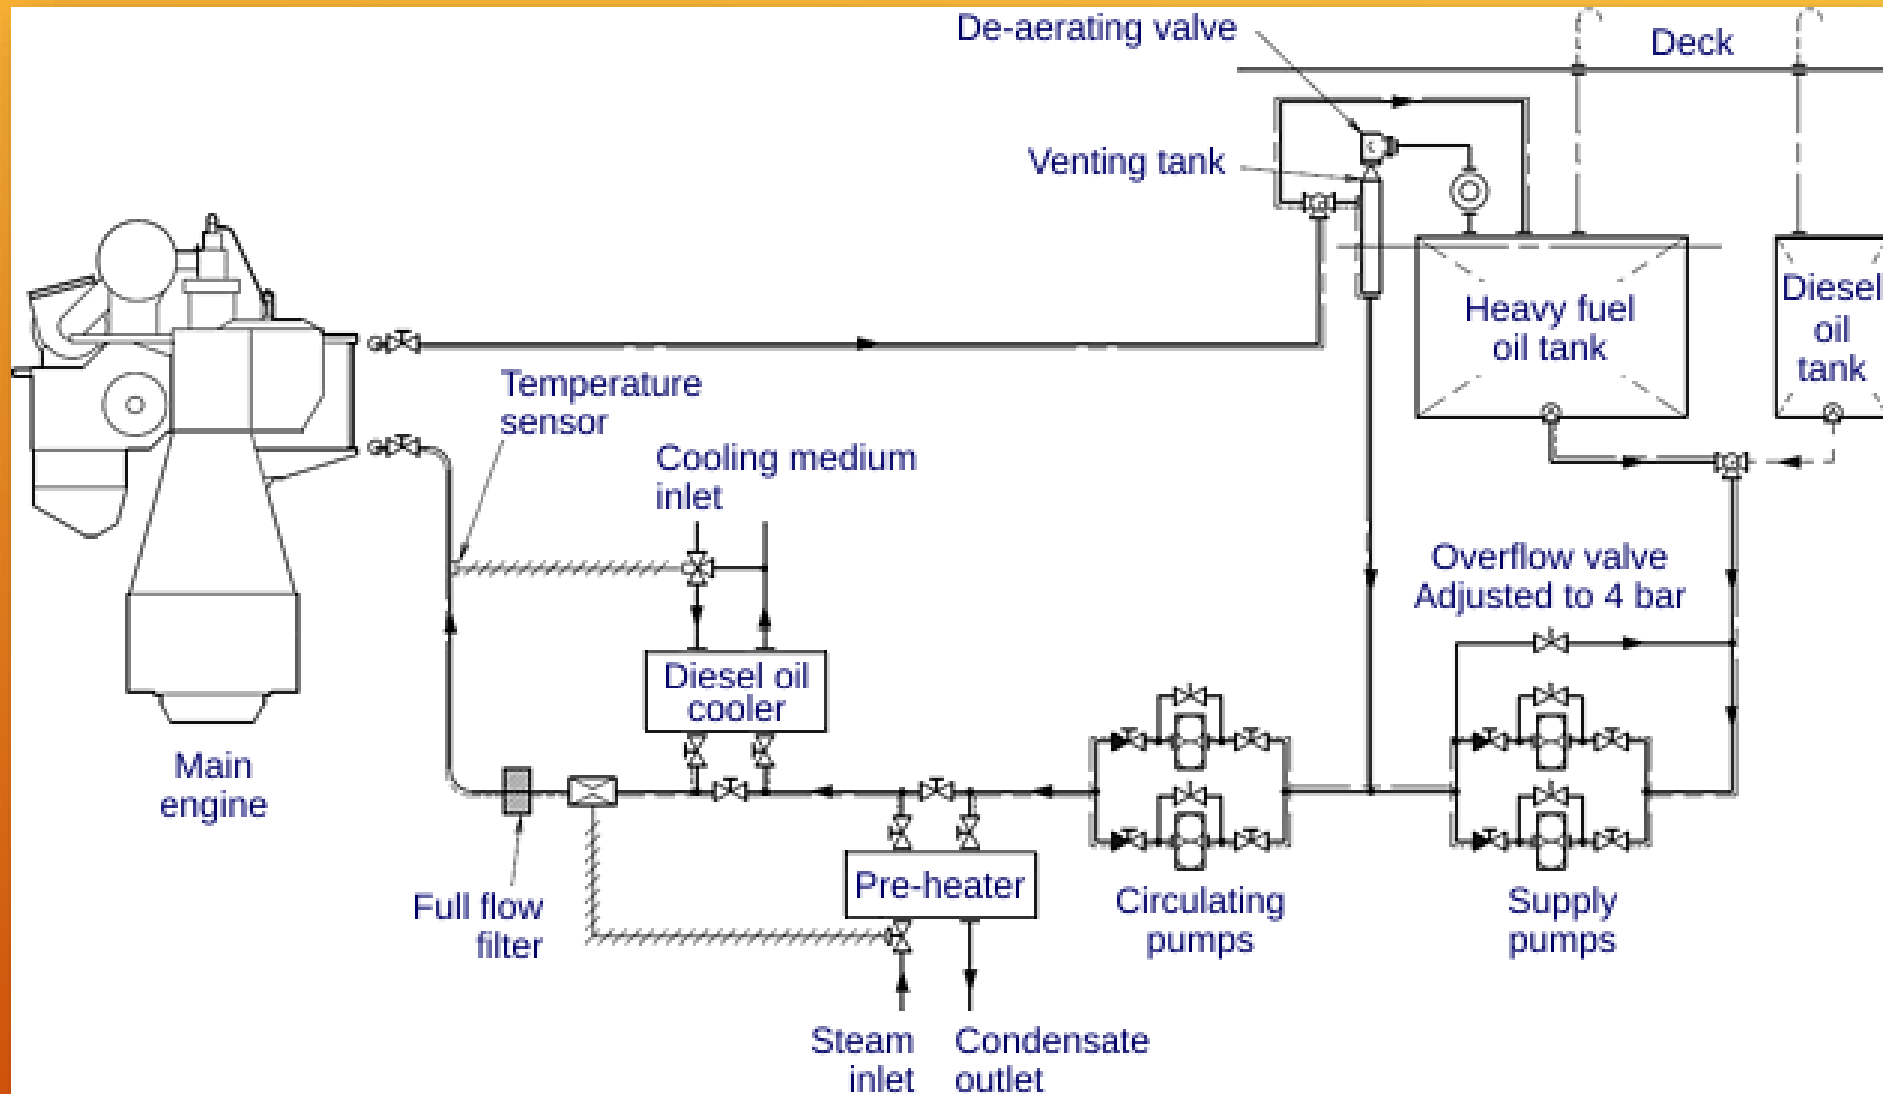 De-aerating valve
Deck
Venting tank
Heavy fuel
oil tank
Diesel
oil
tank
Temperature
sensor
Cooling medium
inlet
Overflow valve
Adjusted to 4 bar
Diesel oil
cooler
Main
engine
Full flow
filter
Pre-heater
Circulating
pumps
Supply
pumps
Steam
inlet
Condensate
outlet